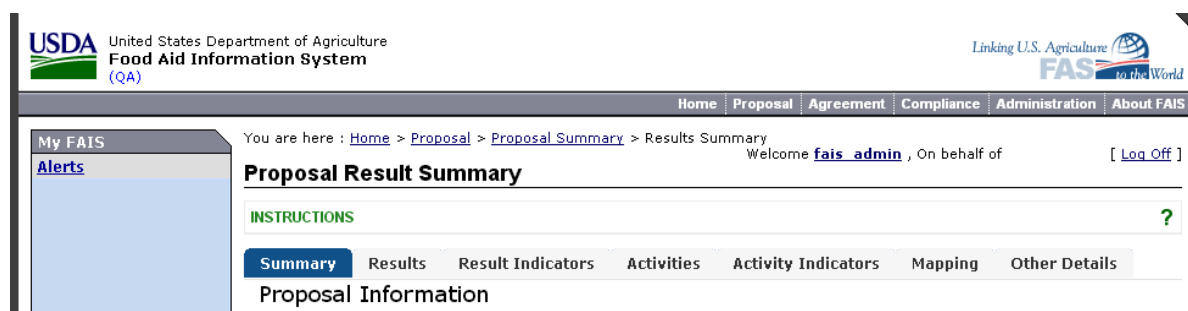 USDA United States Department of Agriculture
Food Aid Information System
(QA)
Linking U.S. Agriculture
FAS
to the World
Home Proposal Agreement Compliance Administration About FAIS
My FAIS
Alerts
You are here : Home > Proposal > Proposal Summary > Results Summary
Welcome fais_admin , On behalf of [ Log Off ]
Proposal Result Summary
INSTRUCTIONS ?
Summary Results Result Indicators Activities Activity Indicators Mapping Other Details
Proposal Information